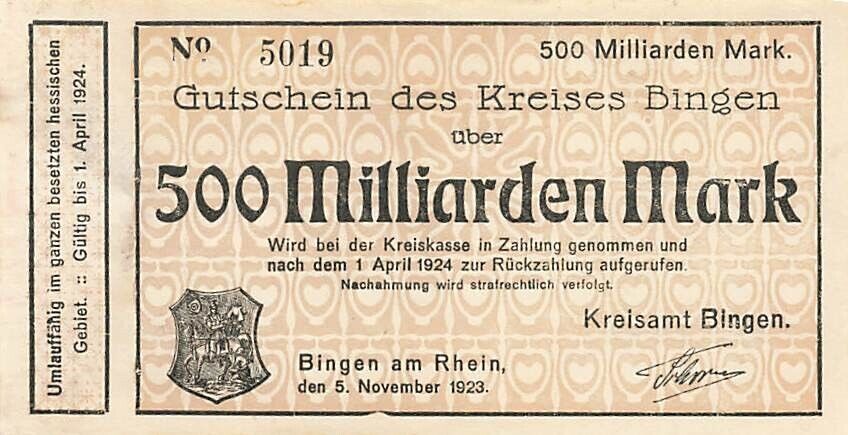 Umlauffähig im ganzen besetzten hessischen
Gebiet. :: Gültig bis 1. April 1924.
Nº 5019 500 Milliarden Mark.
Gutschein des Kreises Bingen
über
500 Milliarden Mark
Wird bei der Kreiskasse in Zahlung genommen und
nach dem 1 April 1924 zur Rückzahlung aufgerufen.
Nachahmung wird strafrechtlich verfolgt.
Kreisamt Bingen.
Bingen am Rhein,
den 5. November 1923.